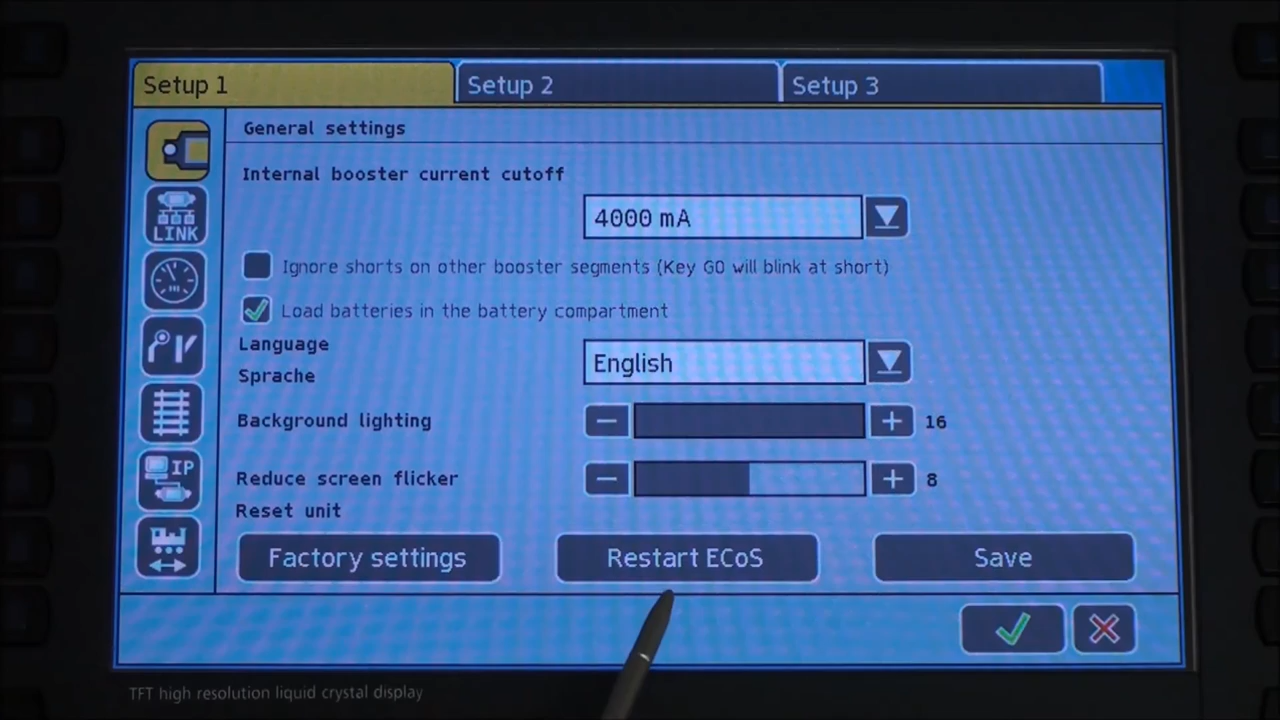 Setup 1
Setup 2
Setup 3
General settings
Internal booster current cutoff
4000 mA
LINK
Ignore shorts on other booster segments (Key GO will blink at short)
Load batteries in the battery compartment
Language
Sprache
English
Background lighting
16
IP
Reduce screen flicker
8
Reset unit
Factory settings
Restart ECoS
Save
TFT high resolution liquid crystal display